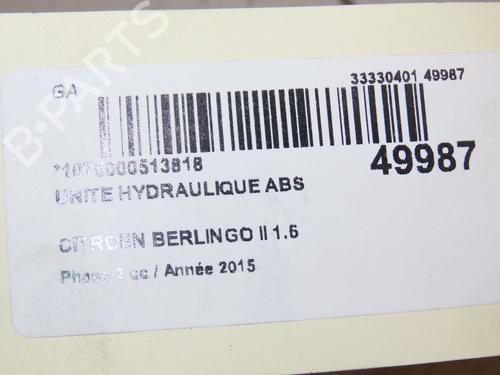 B-PARTS
GA
33330401 49987
*1070000513818
49987
UNITE HYDRAULIQUE ABS
CITROEN BERLINGO II 1.6
Phase 2 cc / Année 2015